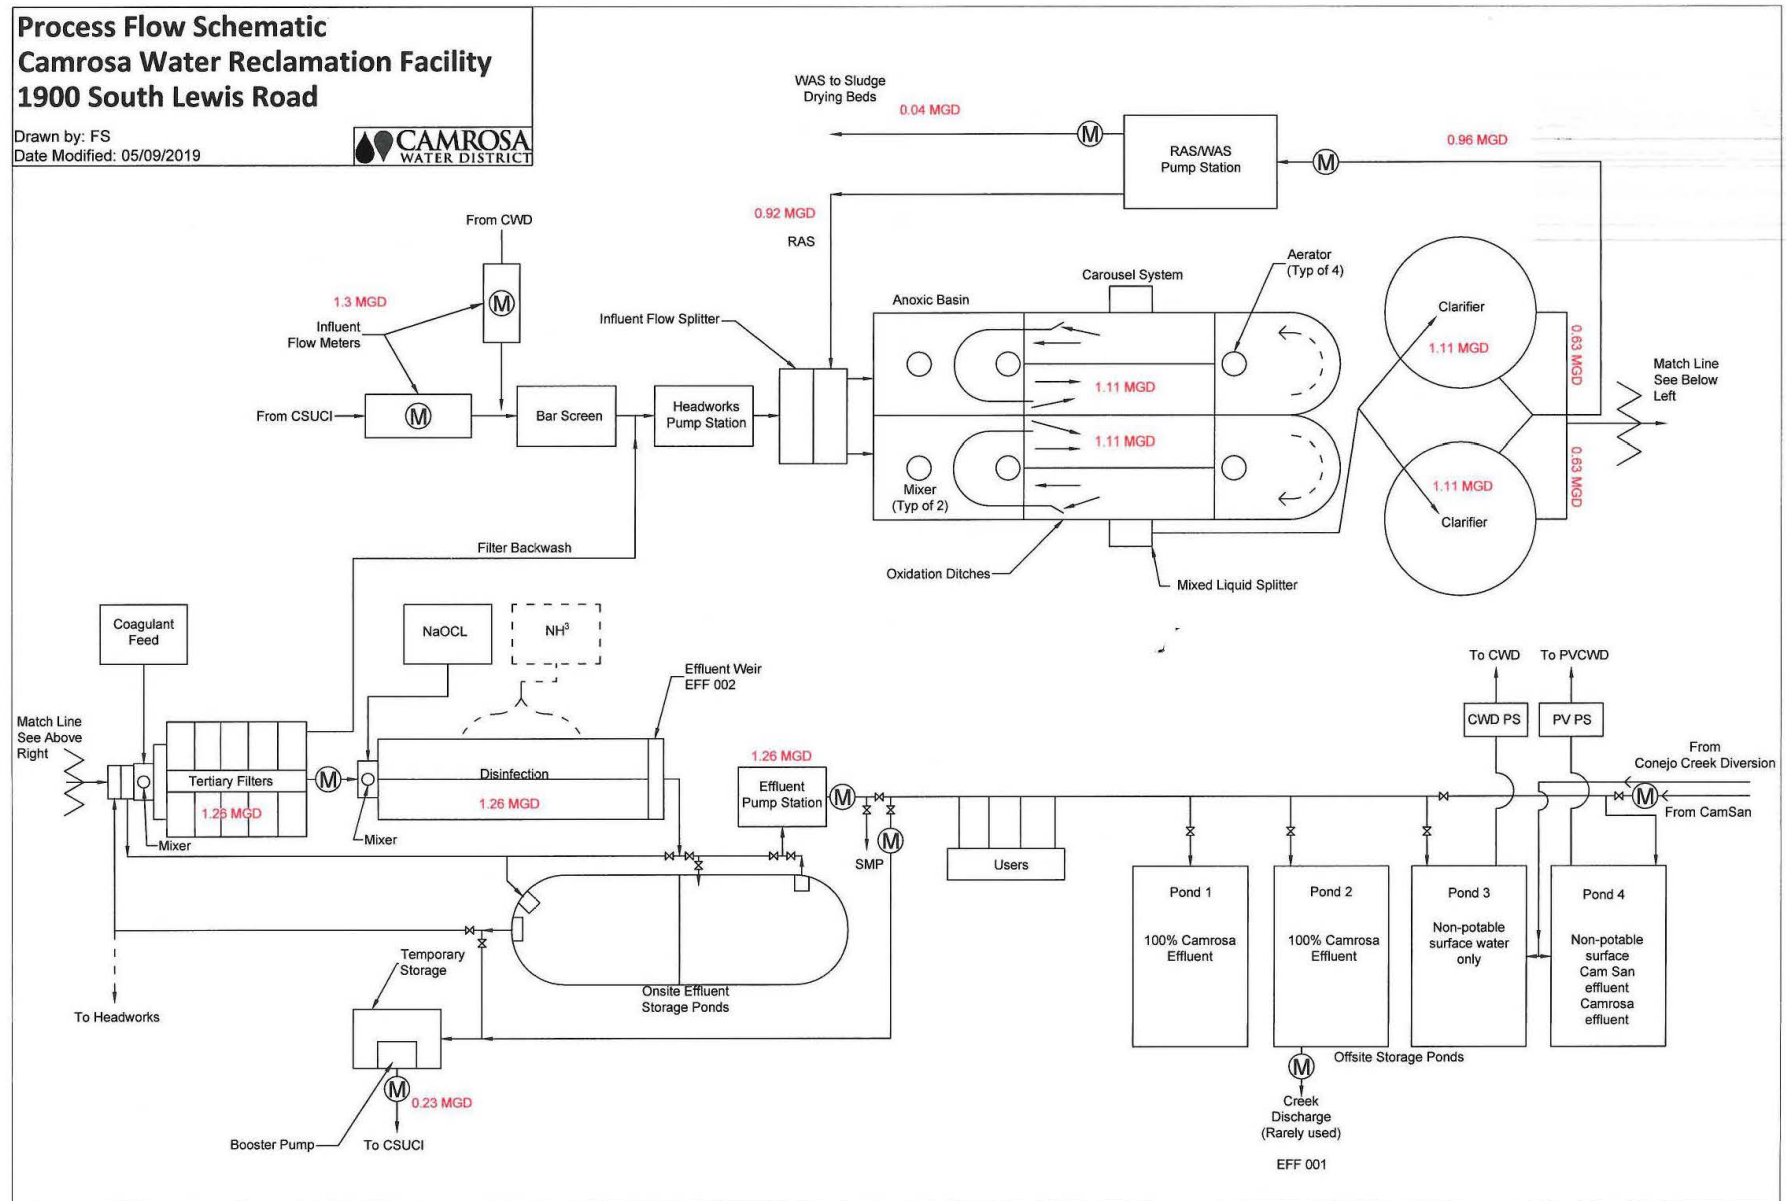 Process Flow Schematic
Camrosa Water Reclamation Facility
1900 South Lewis Road
Drawn by: FS
Date Modified: 05/09/2019
CAMROSA
WATER DISTRICT
WAS to Sludge
Drying Beds
0.04 MGD
M
RAS/WAS
Pump Station
M
0.96 MGD
0.92 MGD
RAS
From CWD
M
1.3 MGD
Influent
Flow Meters
From CSUCI
M
Bar Screen
Headworks
Pump Station
Influent Flow Splitter
Anoxic Basin
Carousel System
Aerator
(Typ of 4)
1.11 MGD
1.11 MGD
Mixer
(Typ of 2)
Oxidation Ditches
Mixed Liquid Splitter
Clarifier
1.11 MGD
1.11 MGD
Clarifier
0.63 MGD
0.63 MGD
Match Line
See Below
Left
Filter Backwash
Coagulant
Feed
NaOCL
NH³
Effluent Weir
EFF 002
Match Line
See Above
Right
Tertiary Filters
1.26 MGD
M
Mixer
Disinfection
1.26 MGD
Mixer
1.26 MGD
Effluent
Pump Station
M
M
SMP
Users
To CWD
To PVCWD
CWD PS
PV PS
From
Conejo Creek Diversion
M
From CamSan
Pond 1
100% Camrosa
Effluent
Pond 2
100% Camrosa
Effluent
Pond 3
Non-potable
surface water
only
Pond 4
Non-potable
surface
Cam San
effluent
Camrosa
effluent
Offsite Storage Ponds
M
Creek
Discharge
(Rarely used)
EFF 001
Onsite Effluent
Storage Ponds
Temporary
Storage
To Headworks
M
0.23 MGD
Booster Pump
To CSUCI